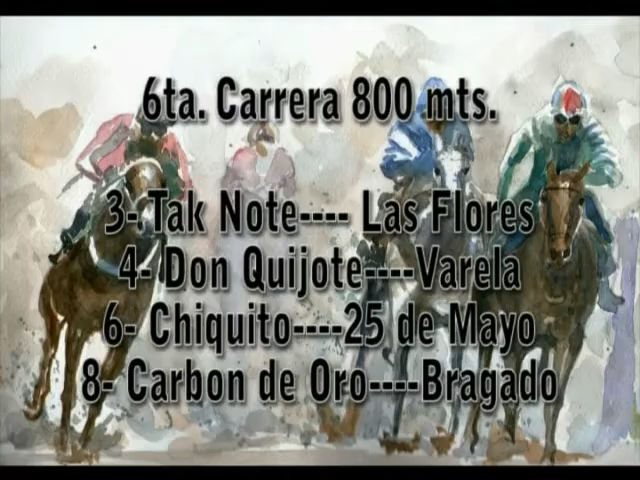 6ta. Carrera 800 mts.
3- Tak Note---- Las Flores
4- Don Quijote----Varela
6- Chiquito----25 de Mayo
8- Carbon de Oro----Bragado